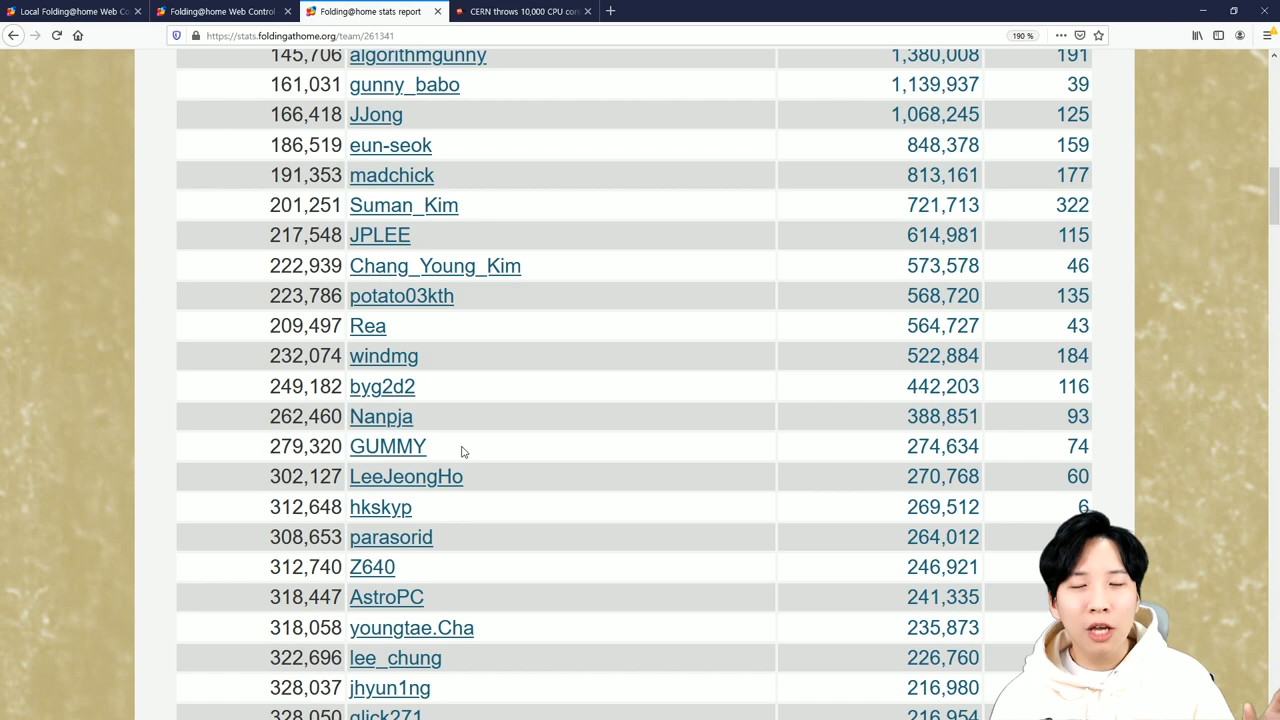 Local Folding@home Web Co
Folding@home Web Control
Folding@home stats report
CERN throws 10,000 CPU con
https://stats.foldingathome.org/team/261341
190 %
145,706 algorithmgunny 1,380,008 191
161,031 gunny_babo 1,139,937 39
166,418 JJong 1,068,245 125
186,519 eun-seok 848,378 159
191,353 madchick 813,161 177
201,251 Suman_Kim 721,713 322
217,548 JPLEE 614,981 115
222,939 Chang_Young_Kim 573,578 46
223,786 potato03kth 568,720 135
209,497 Rea 564,727 43
232,074 windmg 522,884 184
249,182 byg2d2 442,203 116
262,460 Nanpja 388,851 93
279,320 GUMMY 274,634 74
302,127 LeeJeongHo 270,768 60
312,648 hkskyp 269,512 6
308,653 parasorid 264,012
312,740 Z640 246,921
318,447 AstroPC 241,335
318,058 youngtae.Cha 235,873
322,696 lee_chung 226,760
328,037 jhyun1ng 216,980
328,050 glick271 216,954